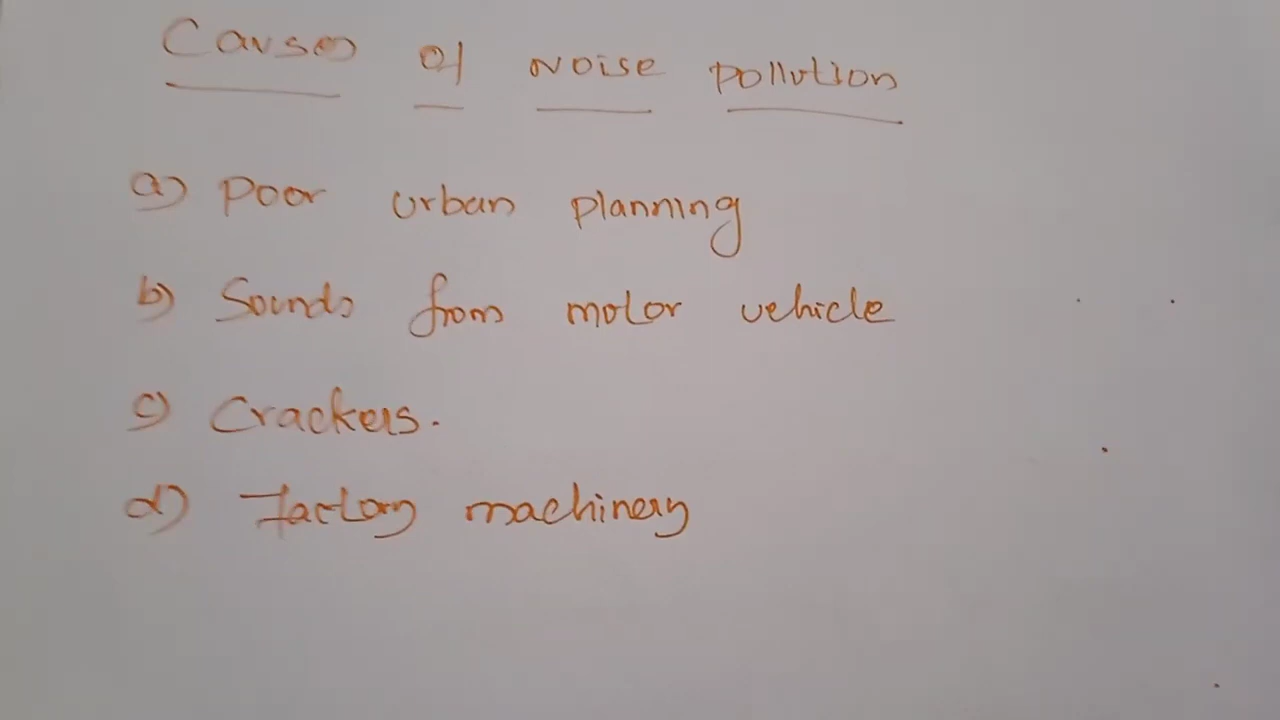 Causes of Noise Pollution
a) Poor urban planning
b) Sounds from motor vehicle
c) Crackers.
d) Factory machinery